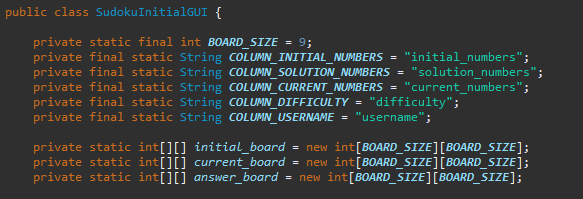 public class SudokuInitialGUI {
private static final int BOARD_SIZE = 9;
private final static String COLUMN_INITIAL_NUMBERS = "initial_numbers";
private final static String COLUMN_SOLUTION_NUMBERS = "solution_numbers";
private final static String COLUMN_CURRENT_NUMBERS = "current_numbers";
private final static String COLUMN_DIFFICULTY = "difficulty";
private final static String COLUMN_USERNAME = "username";
private static int[][] initial_board = new int[BOARD_SIZE][BOARD_SIZE];
private static int[][] current_board = new int[BOARD_SIZE][BOARD_SIZE];
private static int[][] answer_board = new int[BOARD_SIZE][BOARD_SIZE];